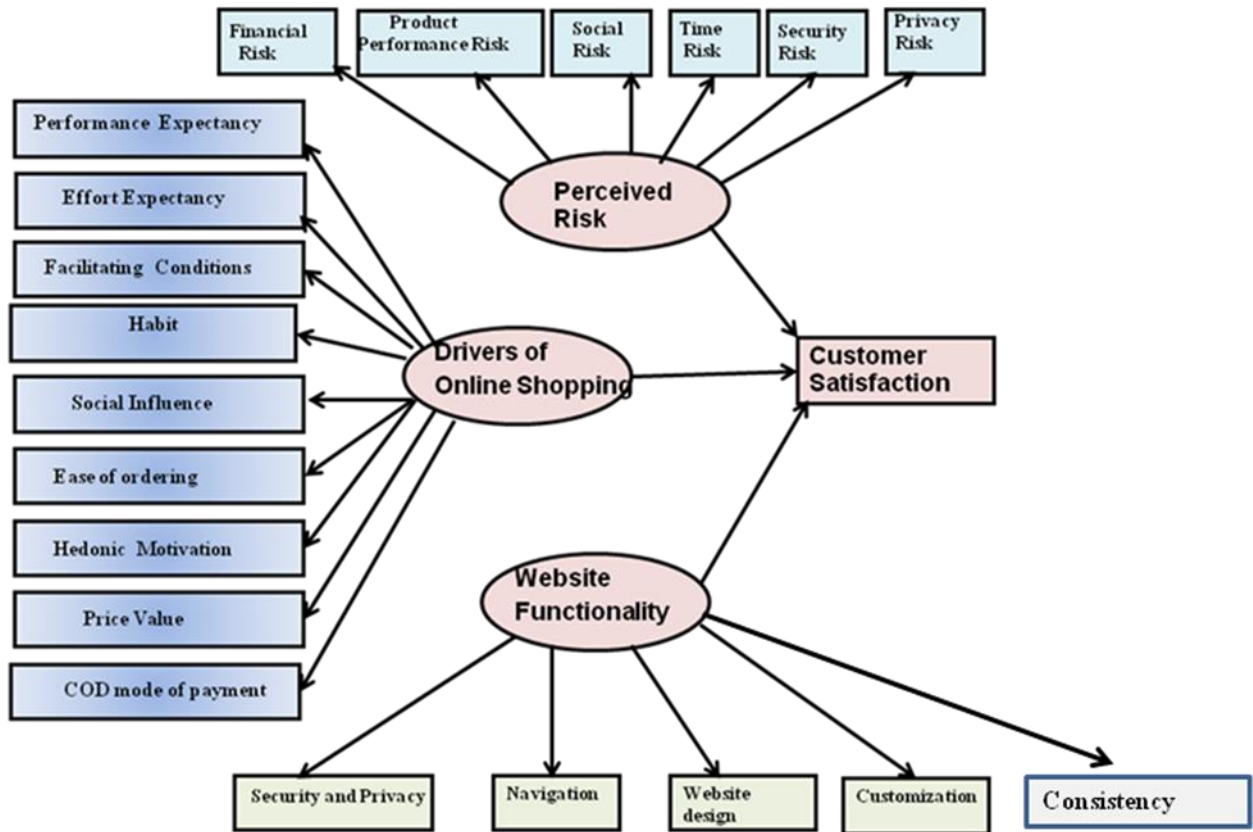 Financial
Risk
Product
Performance Risk
Social
Risk
Time
Risk
Security
Risk
Privacy
Risk
Performance Expectancy
Effort Expectancy
Facilitating Conditions
Habit
Social Influence
Ease of ordering
Hedonic Motivation
Price Value
COD mode of payment
Perceived
Risk
Drivers of
Online Shopping
Customer
Satisfaction
Website
Functionality
Security and Privacy
Navigation
Website
design
Customization
Consistency